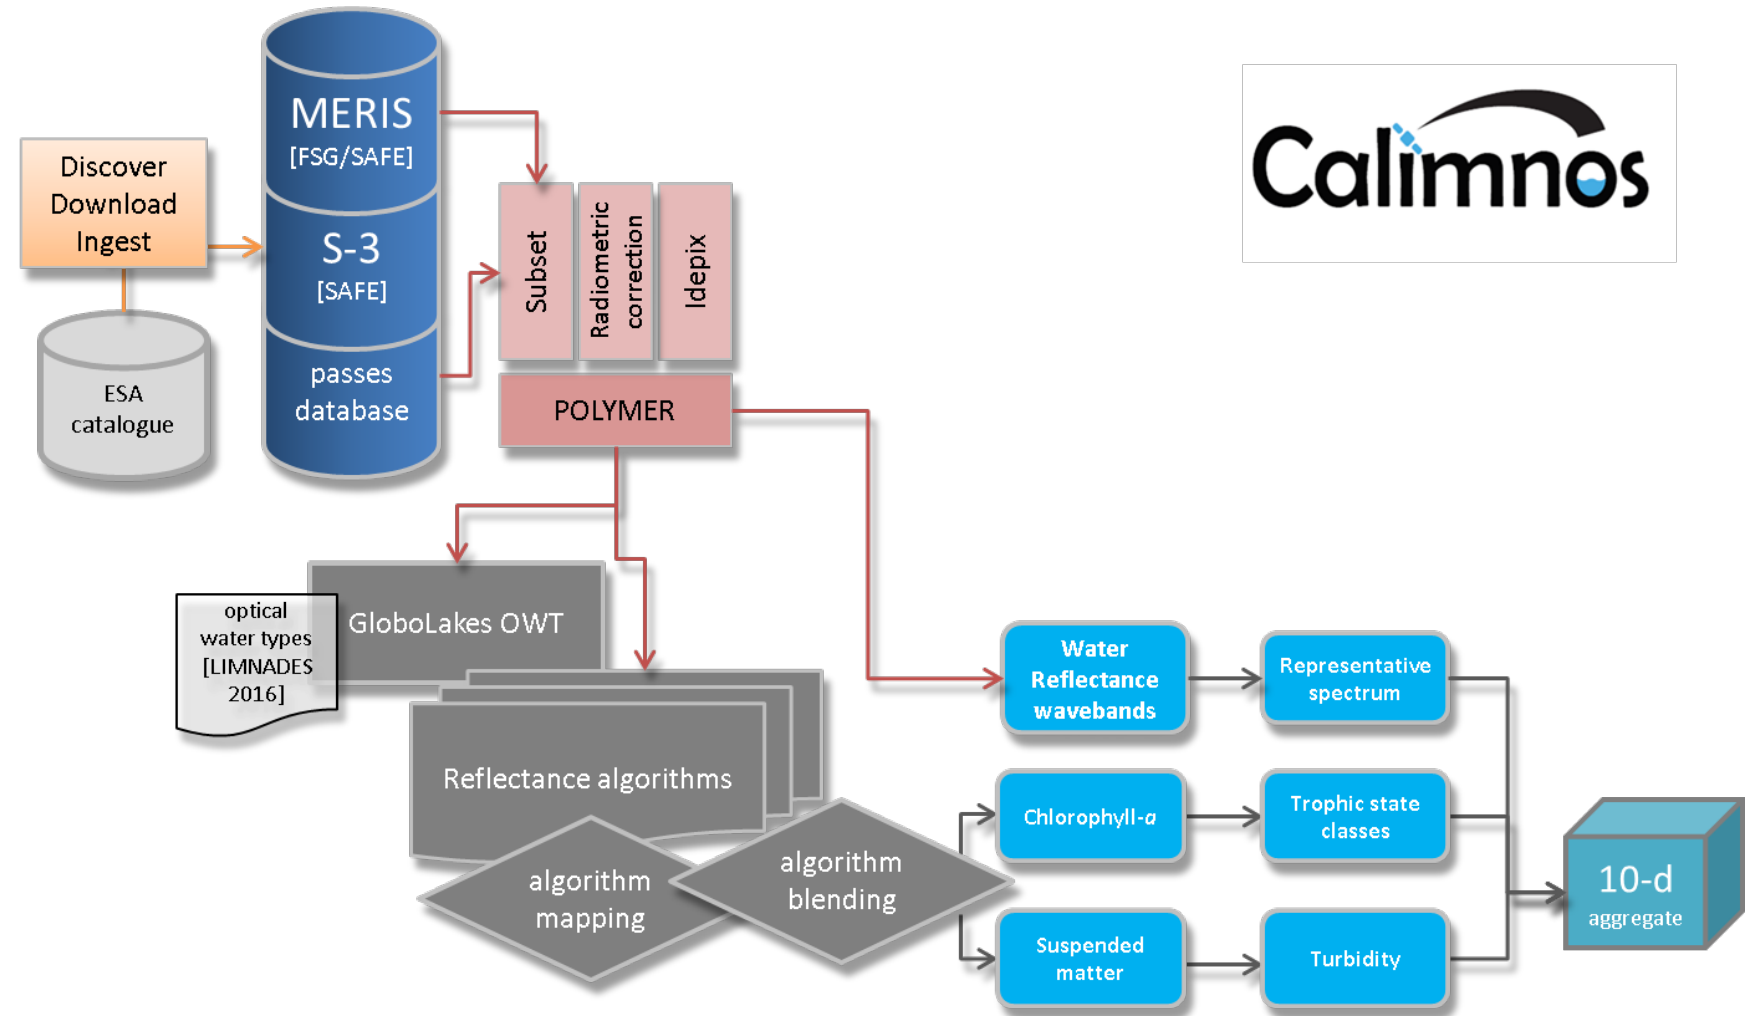 Calimnos
Discover
Download
Ingest
ESA
catalogue
MERIS
[FSG/SAFE]
S-3
[SAFE]
passes
database
Subset
Radiometric
correction
Idepix
POLYMER
optical
water types
[LIMNADES
2016]
GloboLakes OWT
Reflectance algorithms
algorithm
mapping
algorithm
blending
Water
Reflectance
wavebands
Representative
spectrum
Chlorophyll-a
Trophic state
classes
Suspended
matter
Turbidity
10-d
aggregate